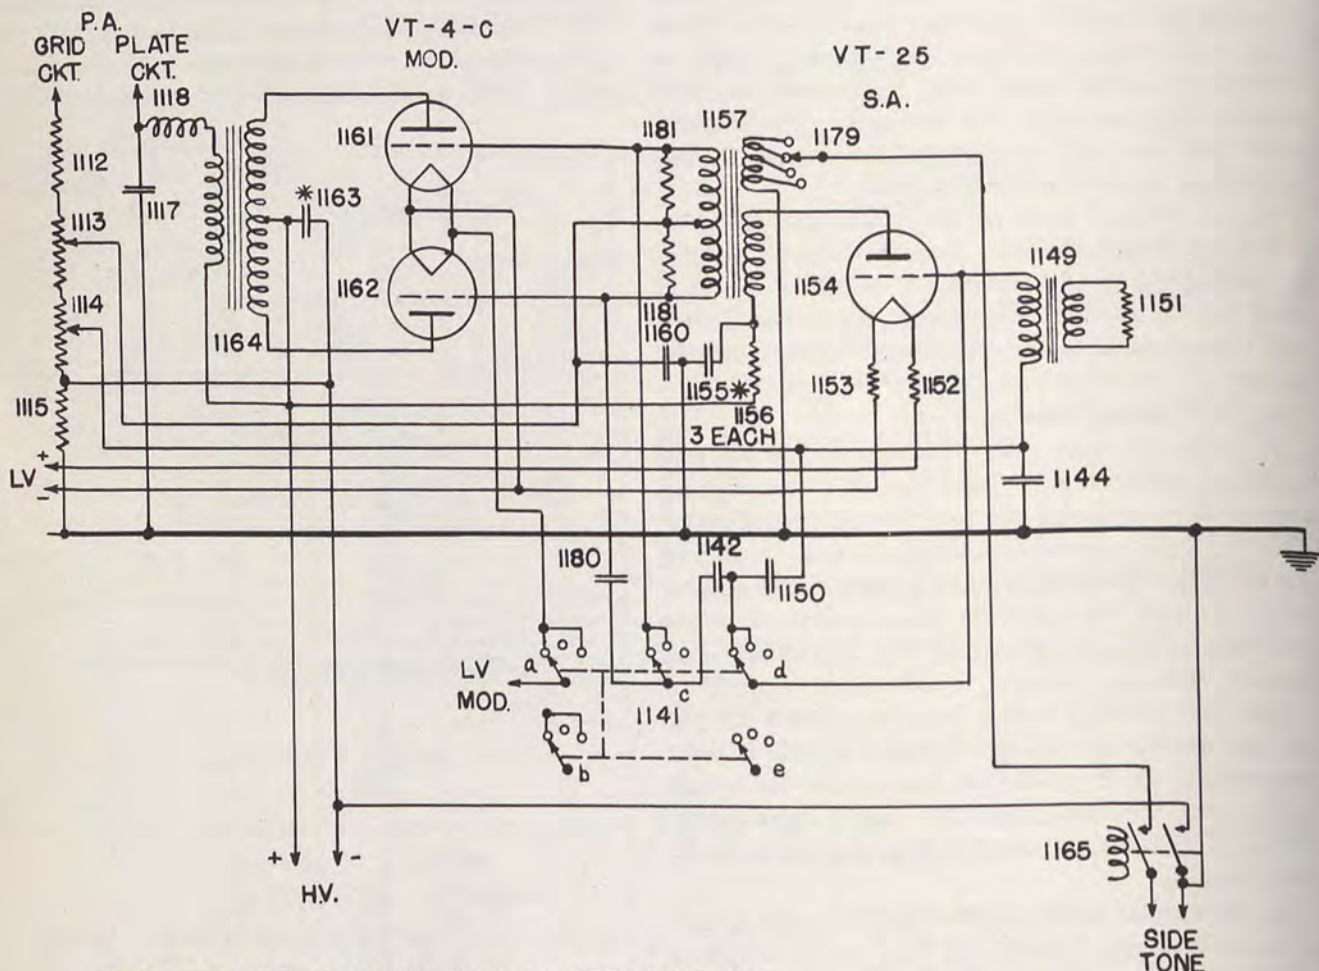 P.A.
GRID PLATE
CKT. CKT.
VT-4-C
MOD.
VT-25
S.A.
1118
1112
1117
1113
1114
1115
1164
*1163
1161
1162
1181
1157
1179
1181
1160
1155*
1156
3 EACH
1154
1153
1152
1149
1151
1144
+
LV
-
1180
1142
1150
a
LV
MOD.
c
d
1141
b
e
+ -
H.V.
1165
SIDE
TONE